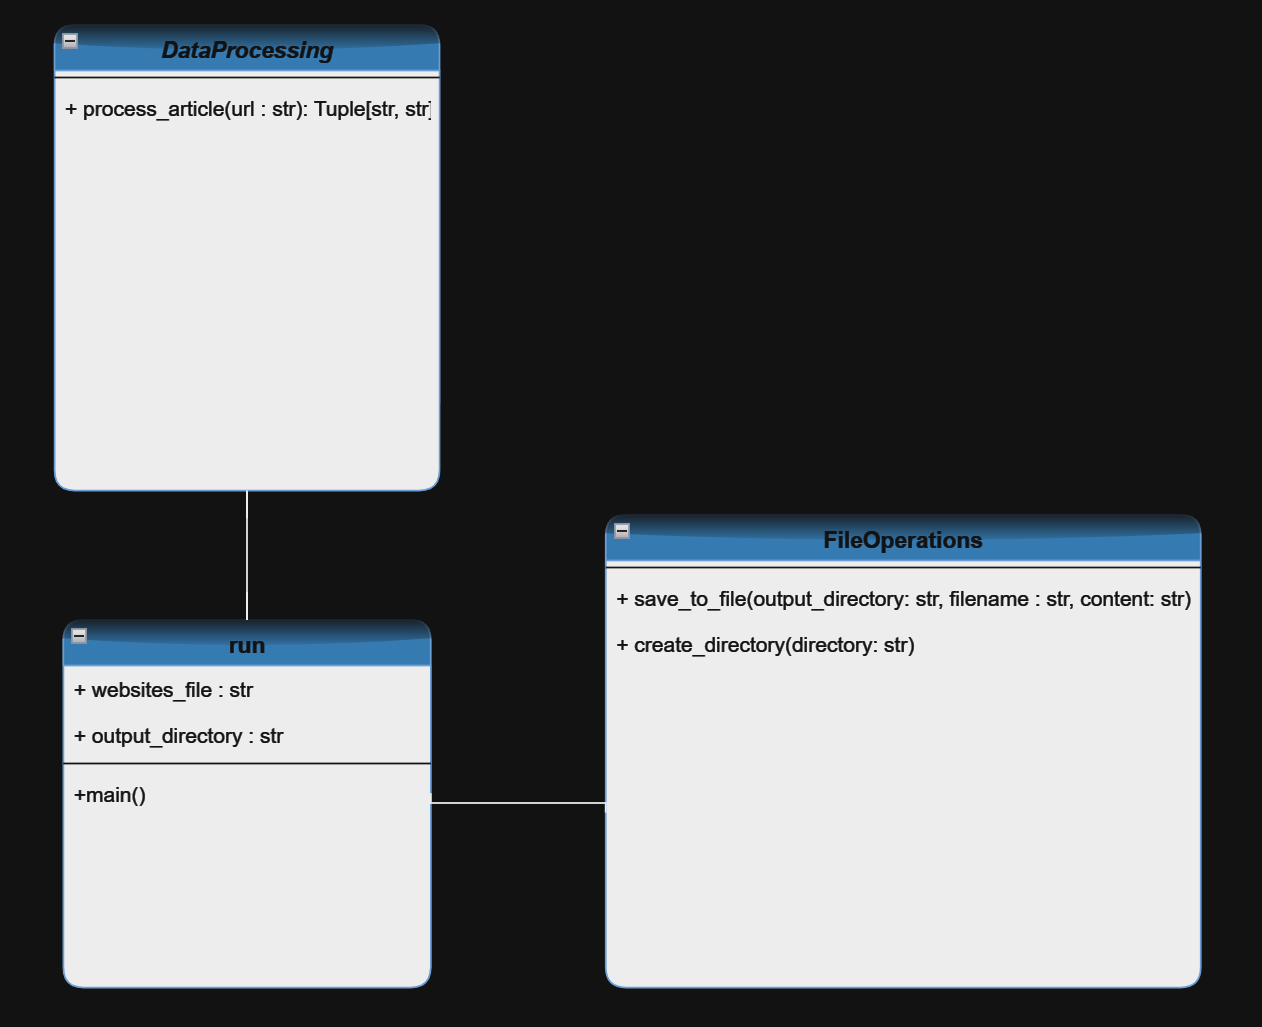 DataProcessing
+ process_article(url : str): Tuple[str, str]
run
+ websites_file : str
+ output_directory : str
+main()
FileOperations
+ save_to_file(output_directory: str, filename : str, content: str)
+ create_directory(directory: str)